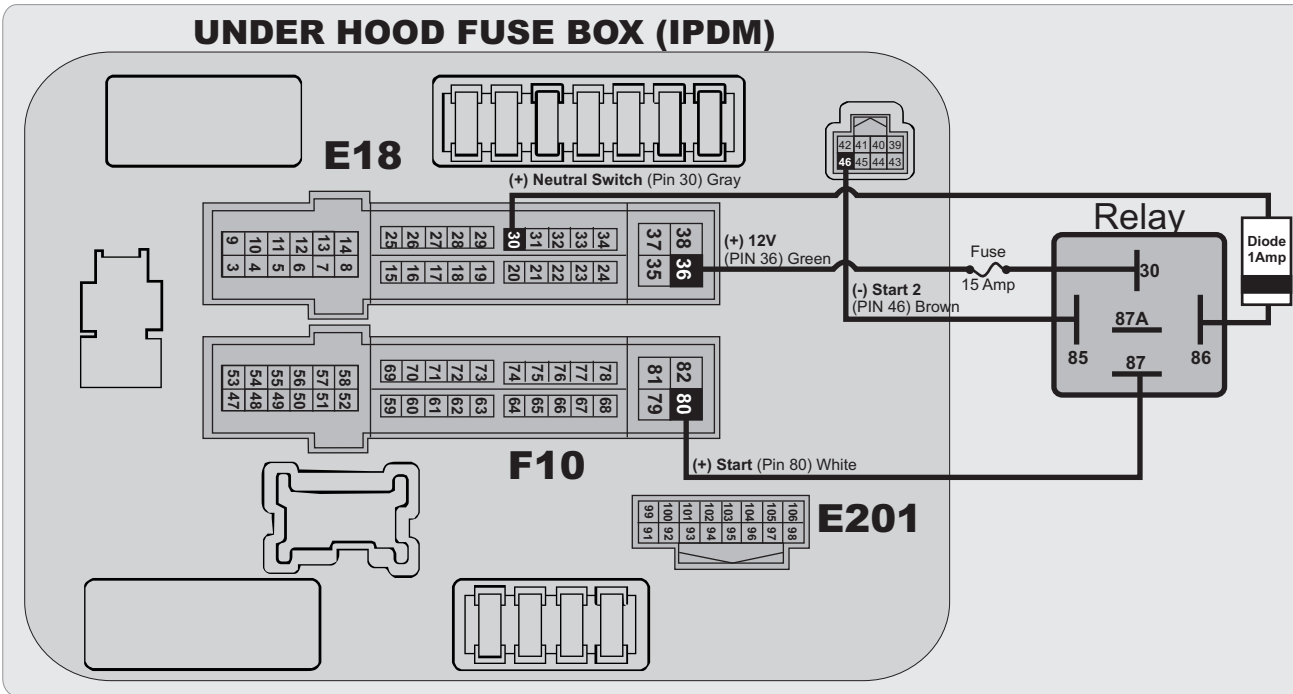 UNDER HOOD FUSE BOX (IPDM)
E18
42 41 40 39
46 45 44 43
(+) Neutral Switch (Pin 30) Gray
Relay
9 10 11 12 13 14
3 4 5 6 7 8
25 26 27 28 29
15 16 17 18 19
30 31 32 33 34
20 21 22 23 24
37 38
35 36
(+) 12V
(PIN 36) Green
Fuse
15 Amp
(-) Start 2
(PIN 46) Brown
Diode
1Amp
30
87A
85
86
87
53 54 55 56 57 58
47 48 49 50 51 52
69 70 71 72 73
59 60 61 62 63
74 75 76 77 78
64 65 66 67 68
81 82
79 80
F10
(+) Start (Pin 80) White
99 100 101 102 103 104 105 106
91 92 93 94 95 96 97 98
E201